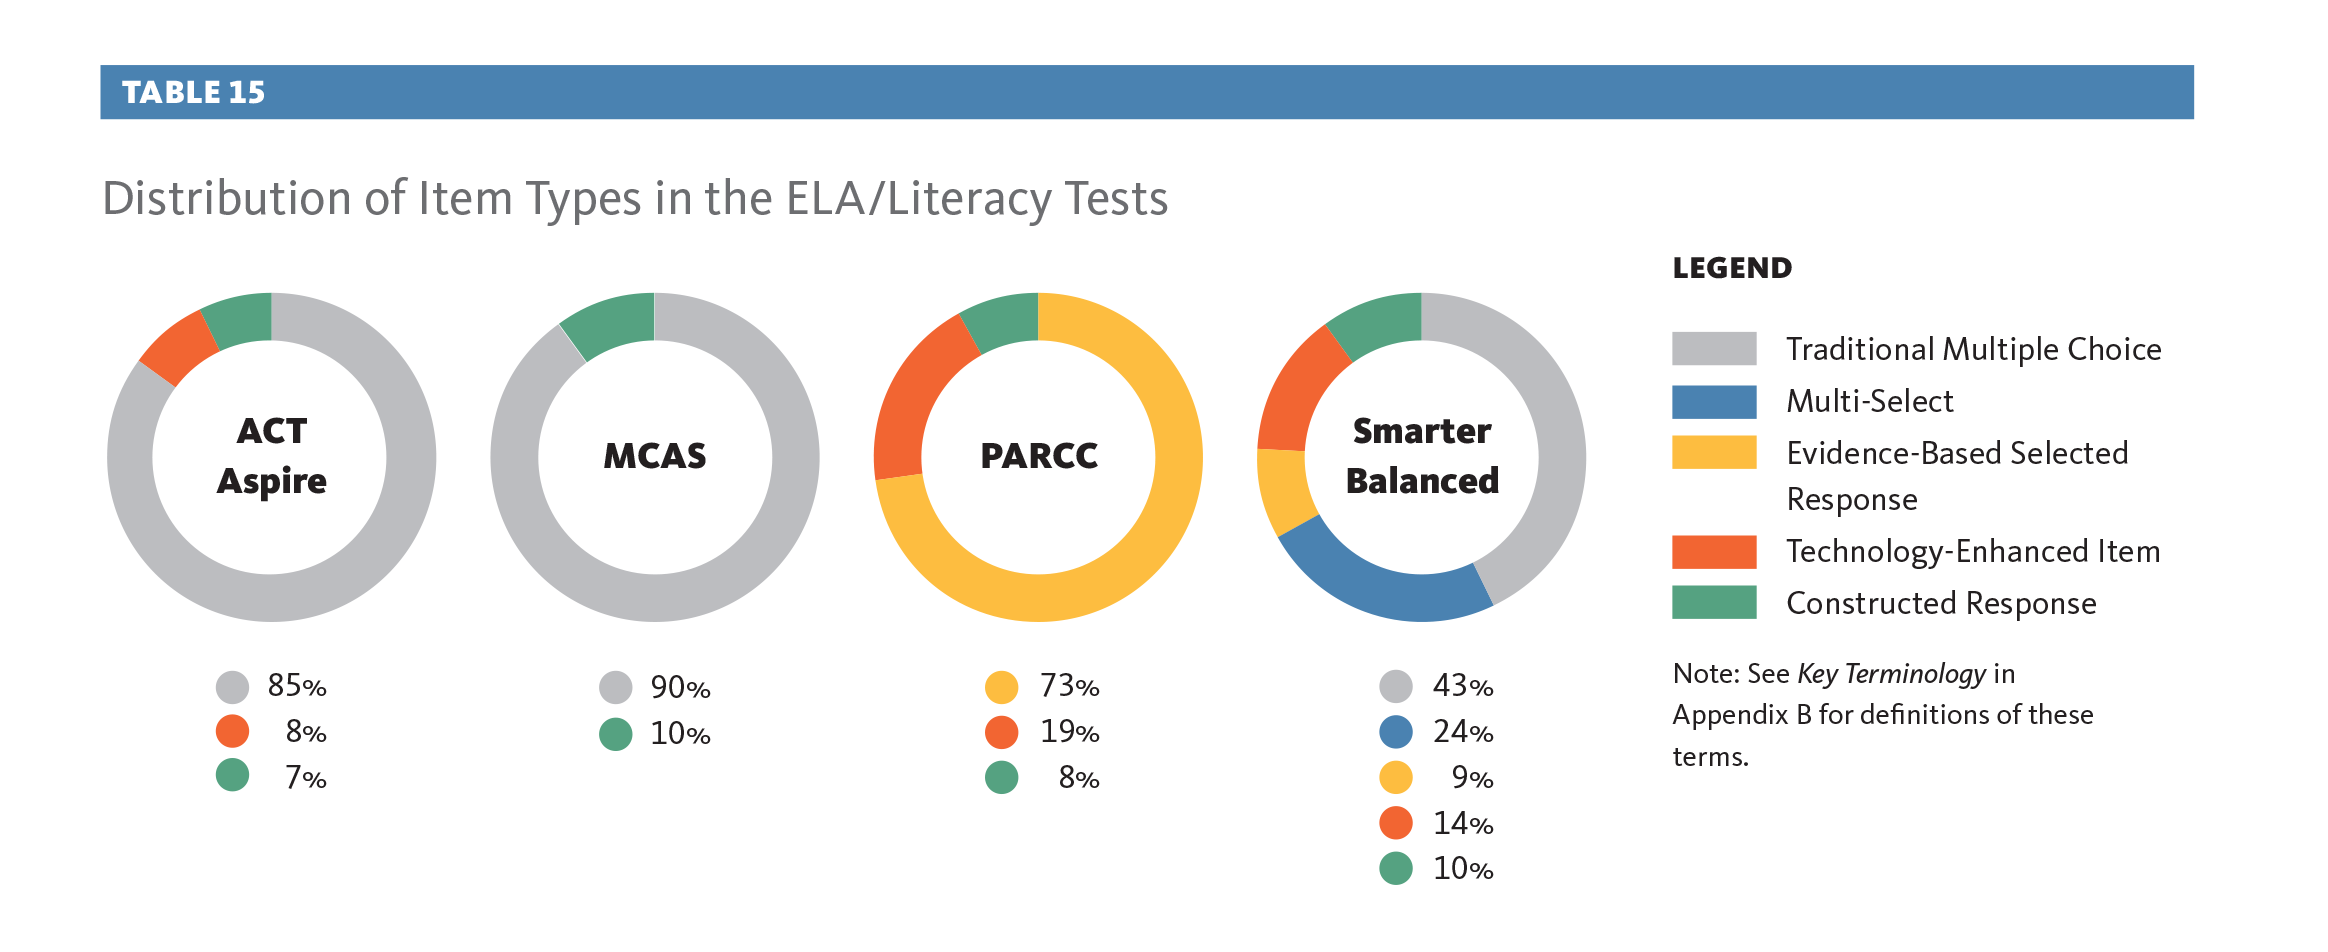 TABLE 15
Distribution of Item Types in the ELA/Literacy Tests
ACT
Aspire
85%
8%
7%
MCAS
90%
10%
PARCC
73%
19%
8%
Smarter
Balanced
43%
24%
9%
14%
10%
LEGEND
Traditional Multiple Choice
Multi-Select
Evidence-Based Selected
Response
Technology-Enhanced Item
Constructed Response
Note: See Key Terminology in
Appendix B for definitions of these
terms.